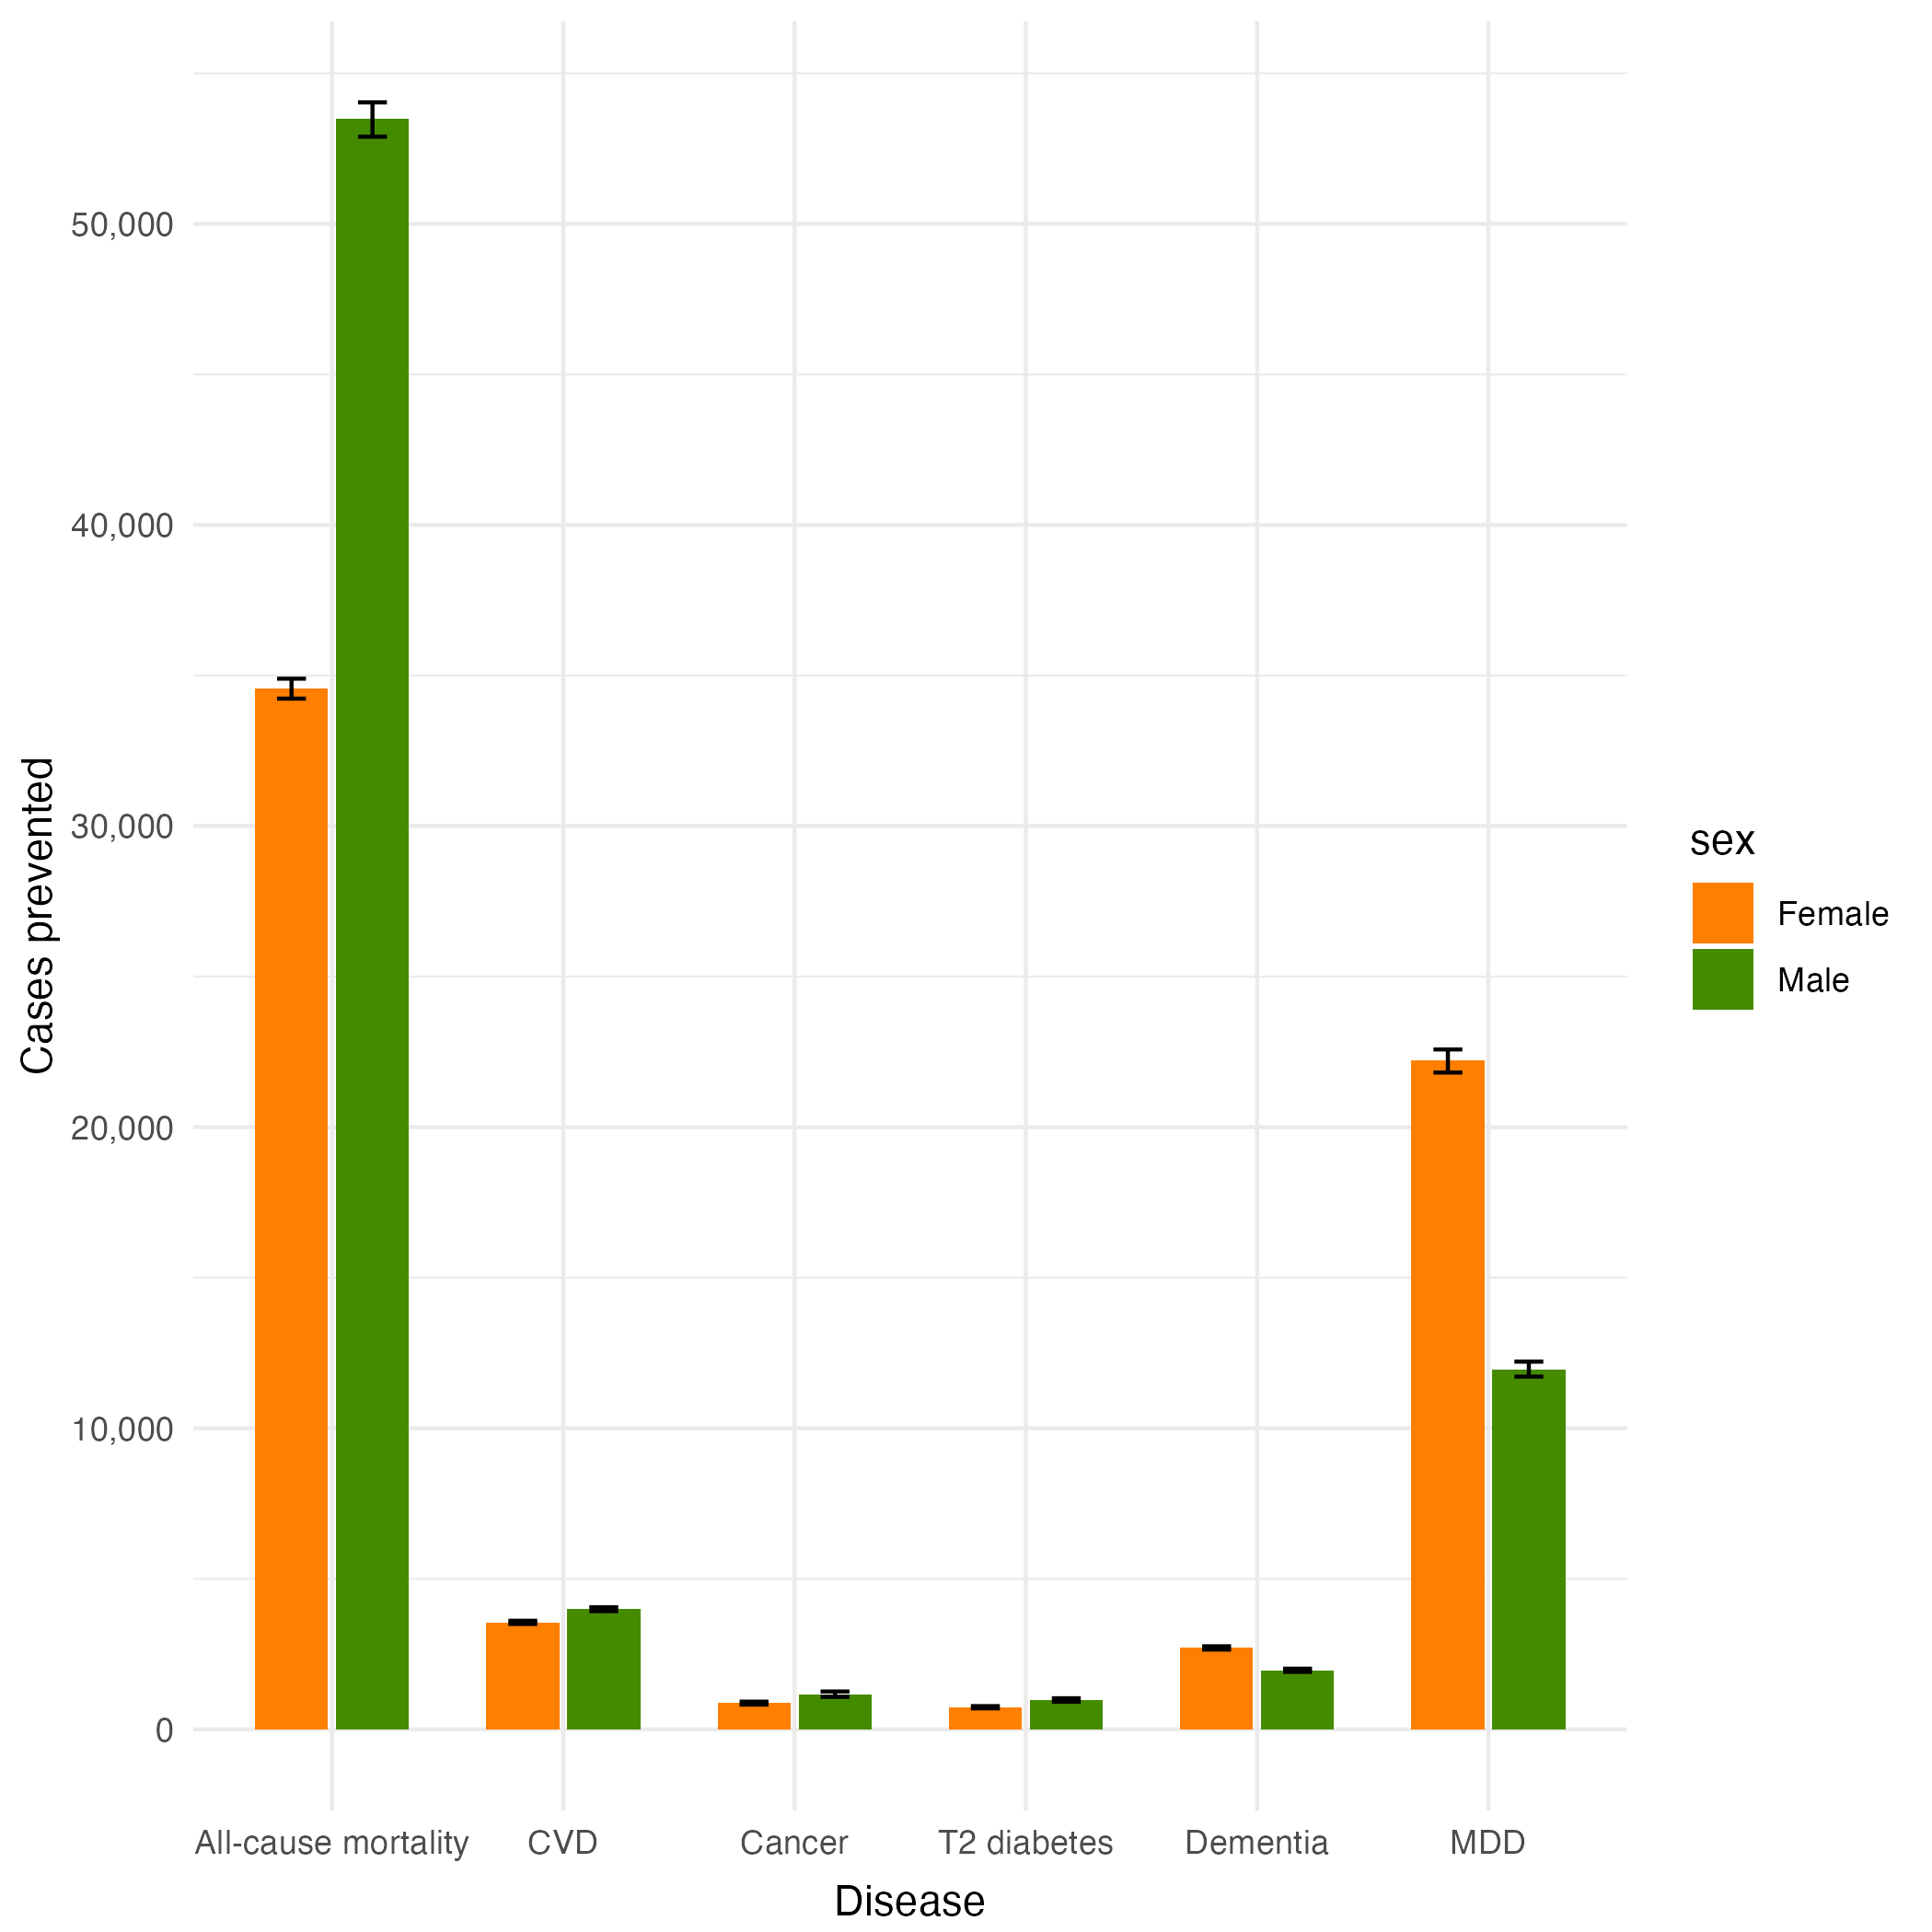 Cases prevented
50,000
40,000
30,000
20,000
10,000
0
All-cause mortality
CVD
Cancer
T2 diabetes
Dementia
MDD
Disease
sex
Female
Male